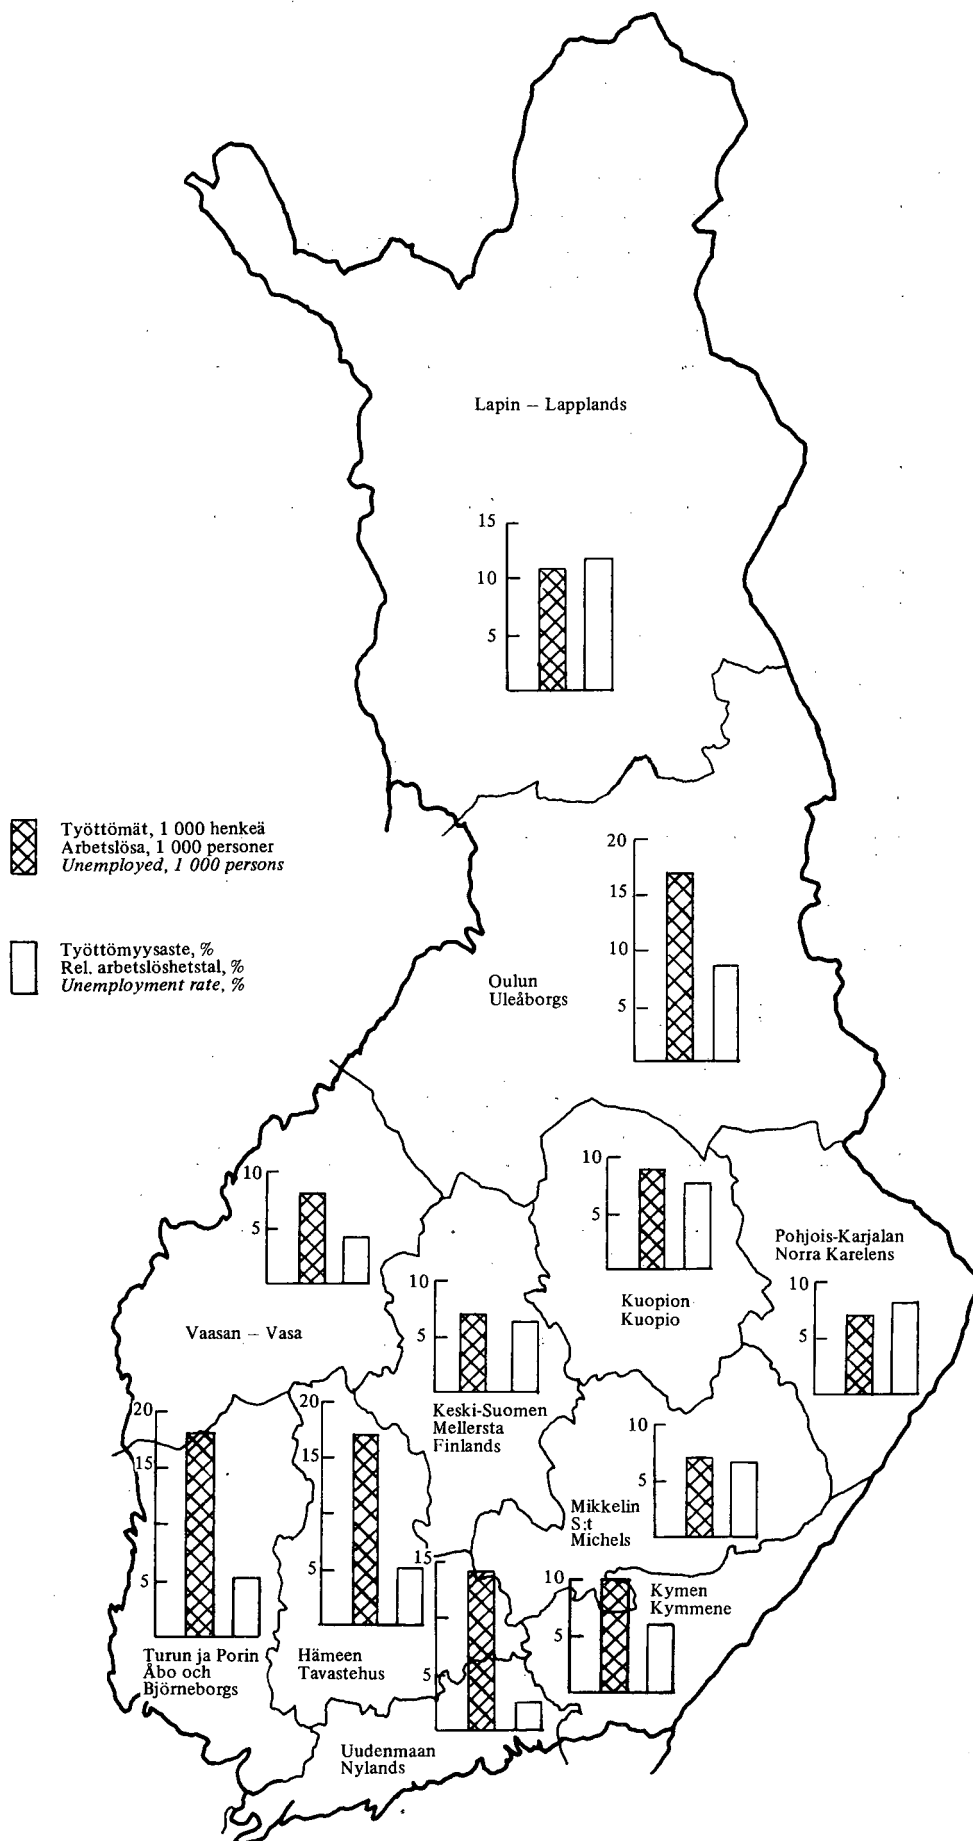 Lapin – Lapplands
15
10
5
Työttömät, 1 000 henkeä
Arbetslösa, 1 000 personer
Unemployed, 1 000 persons
Työttömyysaste, %
Rel. arbetslöshetstal, %
Unemployment rate, %
20
15
10
5
Oulun
Uleåborgs
10
5
Vaasan – Vasa
10
5
Kuopion
Kuopio
Pohjois-Karjalan
Norra Karelens
10
5
10
5
Keski-Suomen
Mellersta
Finlands
20
15
5
Turun ja Porin
Åbo och
Björneborgs
20
15
5
Hämeen
Tavastehus
10
5
Mikkelin
S:t
Michels
15
5
Uudenmaan
Nylands
10
5
Kymen
Kymmene